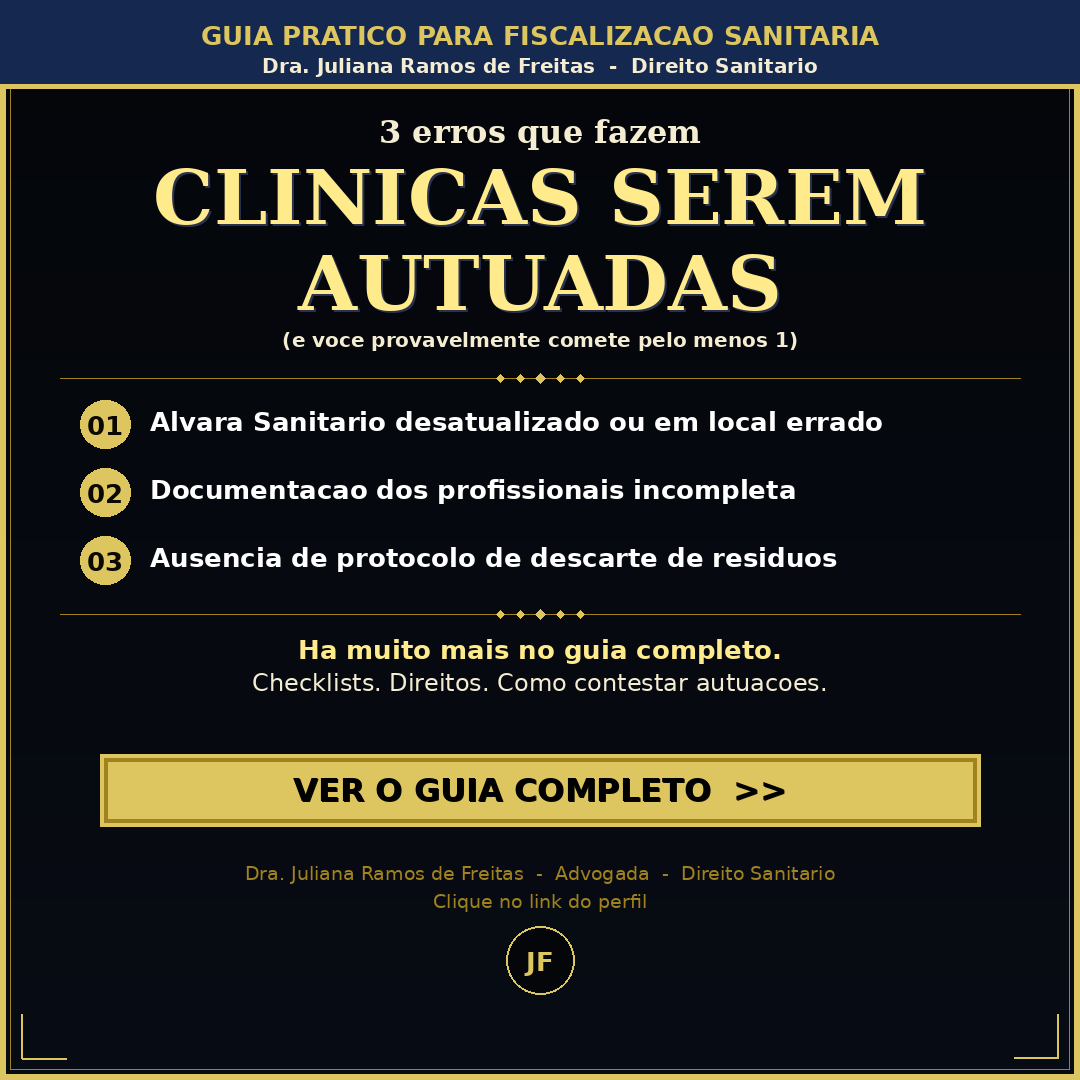 GUIA PRATICO PARA FISCALIZACAO SANITARIA
Dra. Juliana Ramos de Freitas - Direito Sanitario
3 erros que fazem
CLINICAS SEREM
AUTUADAS
(e voce provavelmente comete pelo menos 1)
01 Alvara Sanitario desatualizado ou em local errado
02 Documentacao dos profissionais incompleta
03 Ausencia de protocolo de descarte de residuos
Ha muito mais no guia completo.
Checklists. Direitos. Como contestar autuacoes.
VER O GUIA COMPLETO >>
Dra. Juliana Ramos de Freitas - Advogada - Direito Sanitario
Clique no link do perfil
JF